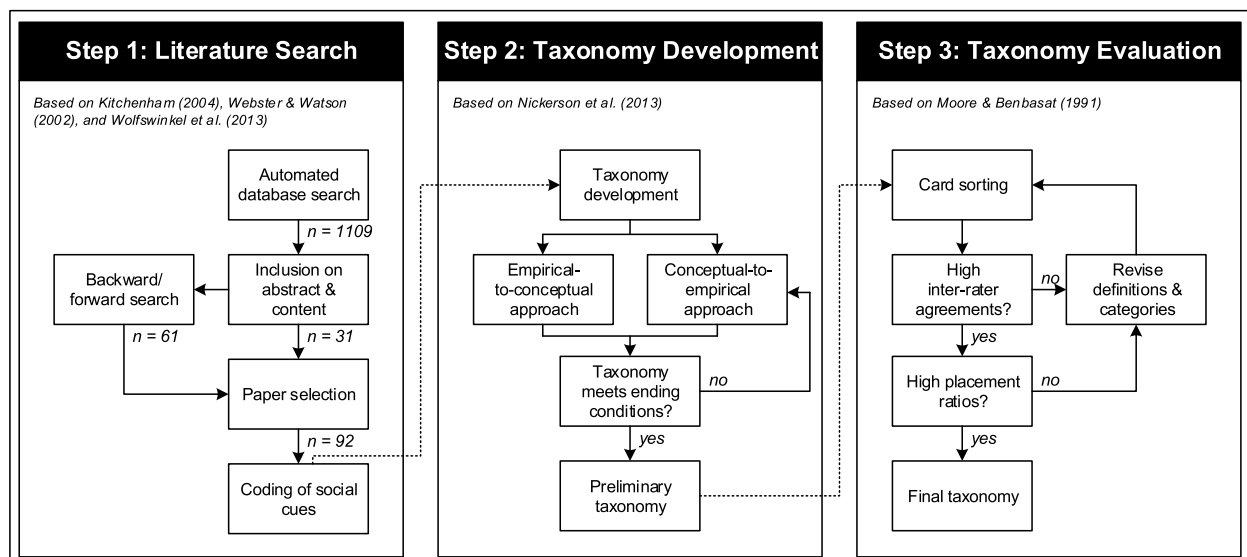 Step 1: Literature Search
Based on Kitchenham (2004), Webster & Watson
(2002), and Wolfswinkel et al. (2013)
Automated
database search
n = 1109
Backward/
forward search
Inclusion on
abstract &
content
n = 61
n = 31
Paper selection
n = 92
Coding of social
cues
Step 2: Taxonomy Development
Based on Nickerson et al. (2013)
Taxonomy
development
Empirical-
to-conceptual
approach
Conceptual-to-
empirical
approach
Taxonomy
meets ending
conditions?
no
yes
Preliminary
taxonomy
Step 3: Taxonomy Evaluation
Based on Moore & Benbasat (1991)
Card sorting
High
inter-rater
agreements?
no
Revise
definitions &
categories
yes
High placement
ratios?
no
yes
Final taxonomy